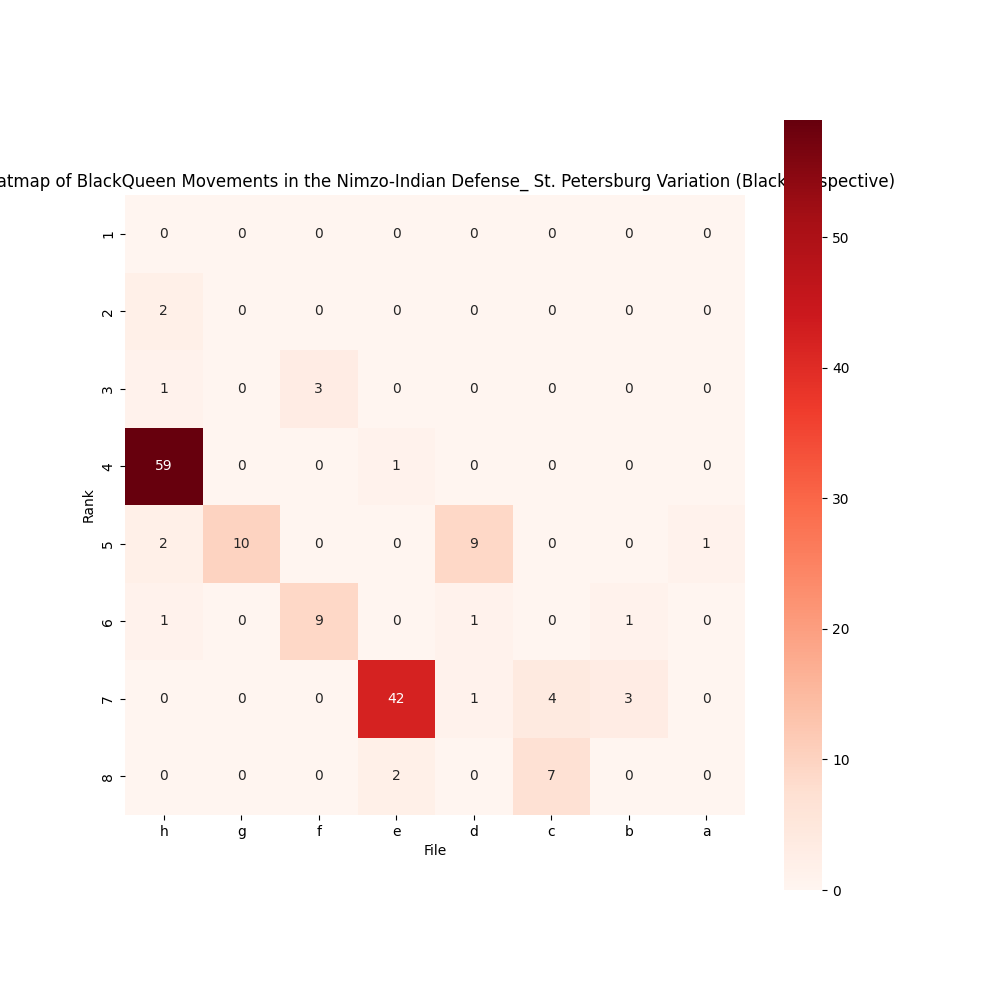 atmap of BlackQueen Movements in the Nimzo-Indian Defense_ St. Petersburg Variation (Black spective)
50
40
30
20
10
0
Rank
1 0 0 0 0 0 0 0 0
2 2 0 0 0 0 0 0 0
3 1 0 3 0 0 0 0 0
4 59 0 0 1 0 0 0 0
5 2 10 0 0 9 0 0 1
6 1 0 9 0 1 0 1 0
7 0 0 0 42 1 4 3 0
8 0 0 0 2 0 7 0 0
h g f e d c b a
File